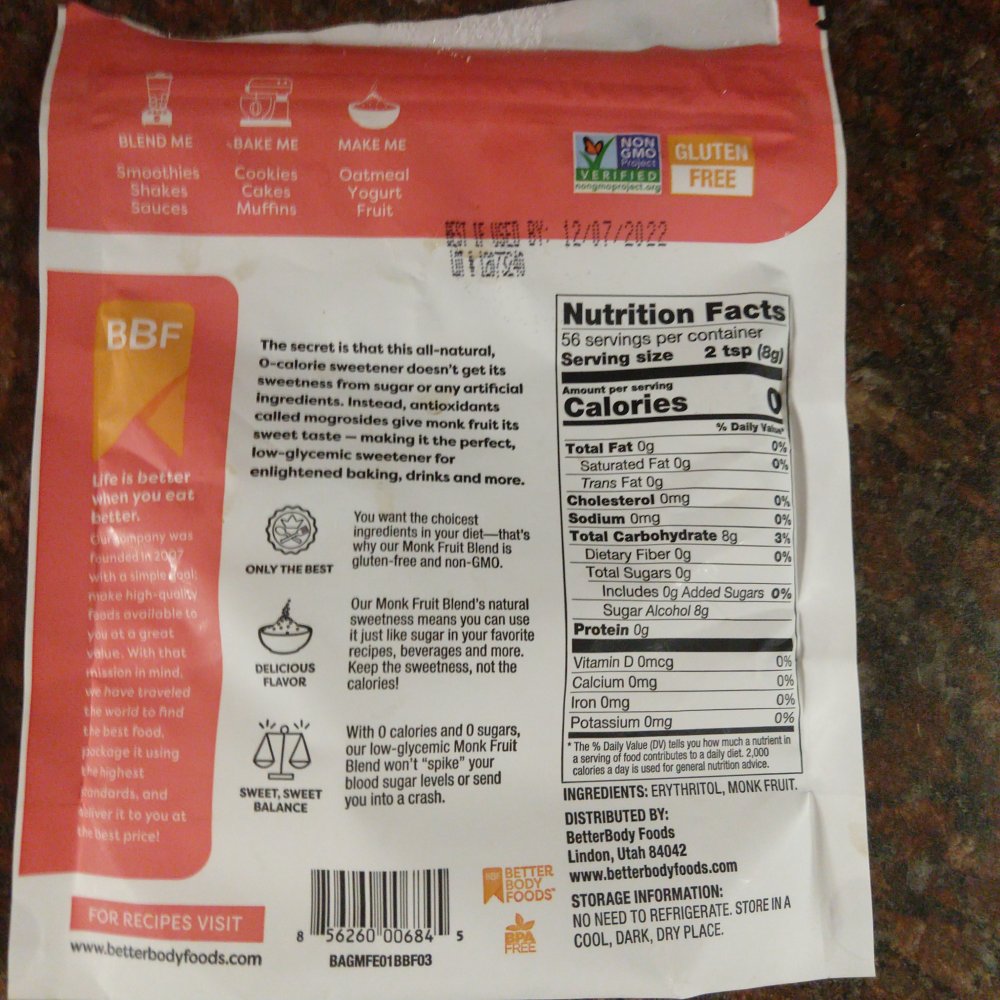 BLEND ME
Smoothies
Shakes
Sauces
BAKE ME
Cookies
Cakes
Muffins
MAKE ME
Oatmeal
Yogurt
Fruit
NON
GMO
Project
VERIFIED
nongmoproject.org
GLUTEN
FREE
BEST IF USED BY: 12/07/2022
LOT #
BBF
Life is better
when you eat
better.
Our company was
founded in 2007
with a simple goal:
make high-quality
foods available to
you at a great
value. With that
mission in mind,
we have traveled
the world to find
the best food,
package it using
the highest
standards, and
deliver it to you at
the best price!
FOR RECIPES VISIT
www.betterbodyfoods.com
The secret is that this all-natural,
0-calorie sweetener doesn't get its
sweetness from sugar or any artificial
ingredients. Instead, antioxidants
called mogrosides give monk fruit its
sweet taste — making it the perfect,
low-glycemic sweetener for
enlightened baking, drinks and more.
ONLY THE BEST
You want the choicest
ingredients in your diet—that's
why our Monk Fruit Blend is
gluten-free and non-GMO.
DELICIOUS
FLAVOR
Our Monk Fruit Blend's natural
sweetness means you can use
it just like sugar in your favorite
recipes, beverages and more.
Keep the sweetness, not the
calories!
SWEET, SWEET
BALANCE
With 0 calories and 0 sugars,
our low-glycemic Monk Fruit
Blend won't "spike" your
blood sugar levels or send
you into a crash.
8 56260 00684 5
BAGMFE01BBF03
BBF
BETTER
BODY
FOODS™
BPA
FREE
Nutrition Facts
56 servings per container
Serving size 2 tsp (8g)
Amount per serving
Calories 0
% Daily Value*
Total Fat 0g 0%
Saturated Fat 0g 0%
Trans Fat 0g
Cholesterol 0mg 0%
Sodium 0mg 0%
Total Carbohydrate 8g 3%
Dietary Fiber 0g 0%
Total Sugars 0g
Includes 0g Added Sugars 0%
Sugar Alcohol 8g
Protein 0g
Vitamin D 0mcg 0%
Calcium 0mg 0%
Iron 0mg 0%
Potassium 0mg 0%
* The % Daily Value (DV) tells you how much a nutrient in
a serving of food contributes to a daily diet. 2,000
calories a day is used for general nutrition advice.
INGREDIENTS: ERYTHRITOL, MONK FRUIT.
DISTRIBUTED BY:
BetterBody Foods
Lindon, Utah 84042
www.betterbodyfoods.com
STORAGE INFORMATION:
NO NEED TO REFRIGERATE. STORE IN A
COOL, DARK, DRY PLACE.